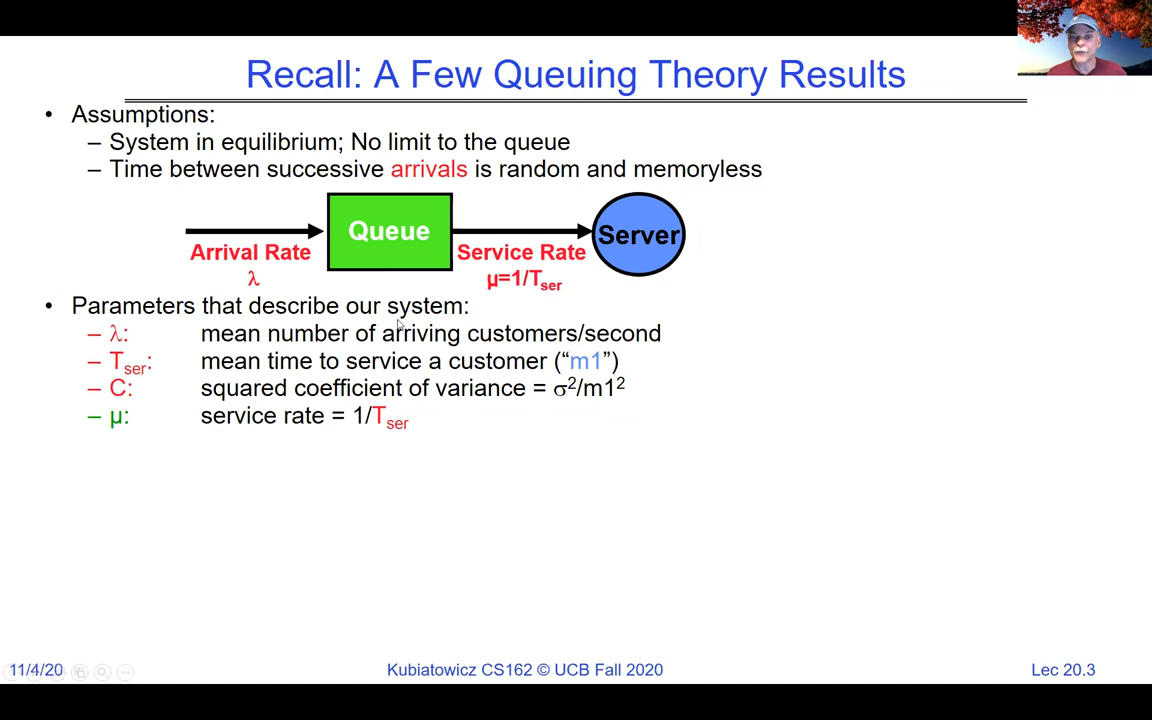 Recall: A Few Queuing Theory Results
• Assumptions:
– System in equilibrium; No limit to the queue
– Time between successive arrivals is random and memoryless
Queue
Server
Arrival Rate
λ
Service Rate
μ=1/Tser
• Parameters that describe our system:
– λ: mean number of arriving customers/second
– Tser: mean time to service a customer (“m1”)
– C: squared coefficient of variance = σ²/m1²
– μ: service rate = 1/Tser
11/4/20
Kubiatowicz CS162 © UCB Fall 2020
Lec 20.3